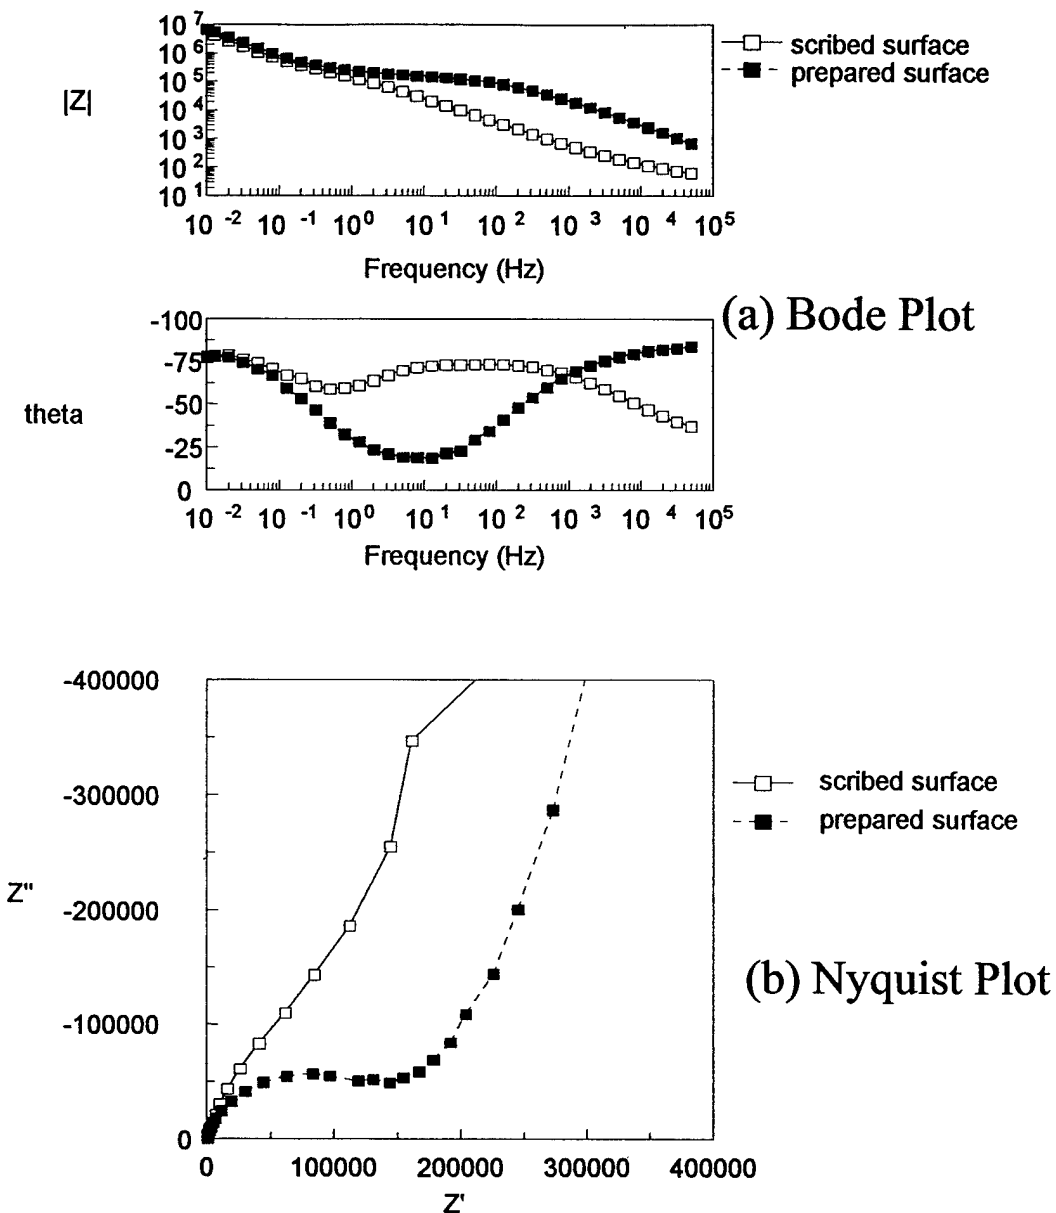 10 7
10 6
10 5
10 4
10 3
10 2
10 1
|Z|
scribed surface
prepared surface
10 -2 10 -1 10 0 10 1 10 2 10 3 10 4 10 5
Frequency (Hz)
(a) Bode Plot
-100
-75
-50
-25
0
theta
10 -2 10 -1 10 0 10 1 10 2 10 3 10 4 10 5
Frequency (Hz)
-400000
-300000
-200000
-100000
0
Z''
scribed surface
prepared surface
(b) Nyquist Plot
0 100000 200000 300000 400000
Z'